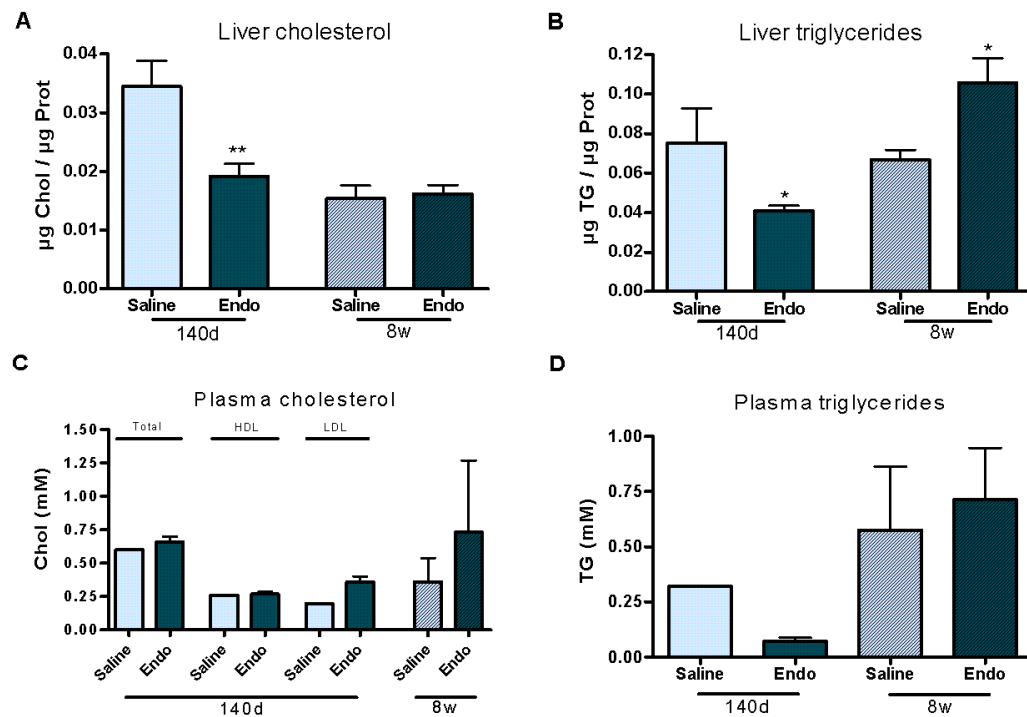 A
Liver cholesterol
0.04
0.03
0.02
0.01
0.00
µg Chol / µg Prot
**
Saline Endo Saline Endo
140d 8w
B
Liver triglycerides
0.12
0.10
0.08
0.06
0.04
0.02
0.00
µg TG / µg Prot
*
*
Saline Endo Saline Endo
140d 8w
C
Plasma cholesterol
Total HDL LDL
1.50
1.25
1.00
0.75
0.50
0.25
0.00
Chol (mM)
Saline Endo Saline Endo Saline Endo Saline Endo
140d 8w
D
Plasma triglycerides
1.00
0.75
0.50
0.25
0.00
TG (mM)
Saline Endo Saline Endo
140d 8w